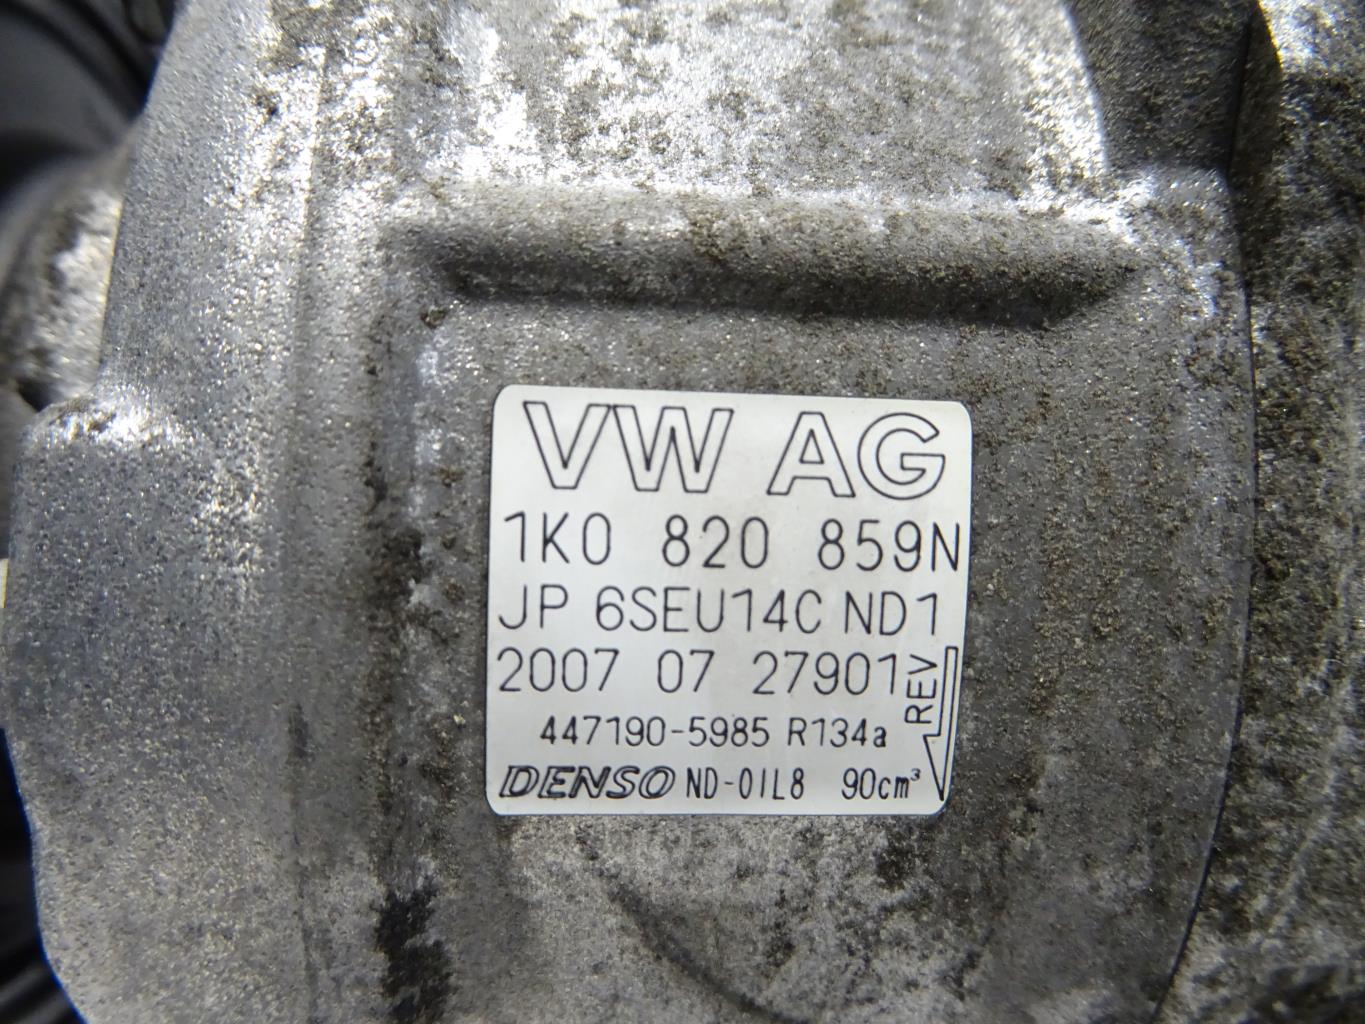 VW AG
1K0 820 859N
JP 6SEU14C ND1
2007 07 27901
REV
447190-5985 R134a
DENSO ND-OIL8 90cm³